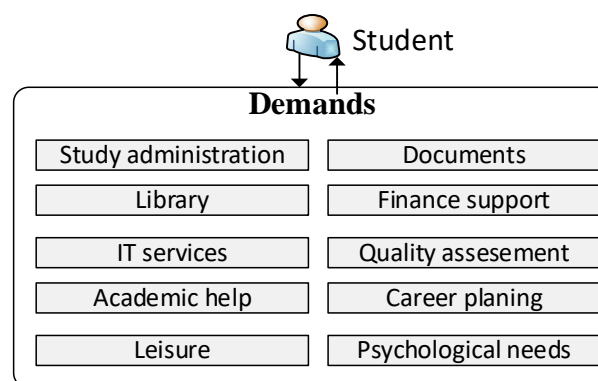 Student
Demands
Study administration
Documents
Library
Finance support
IT services
Quality assesement
Academic help
Career planing
Leisure
Psychological needs